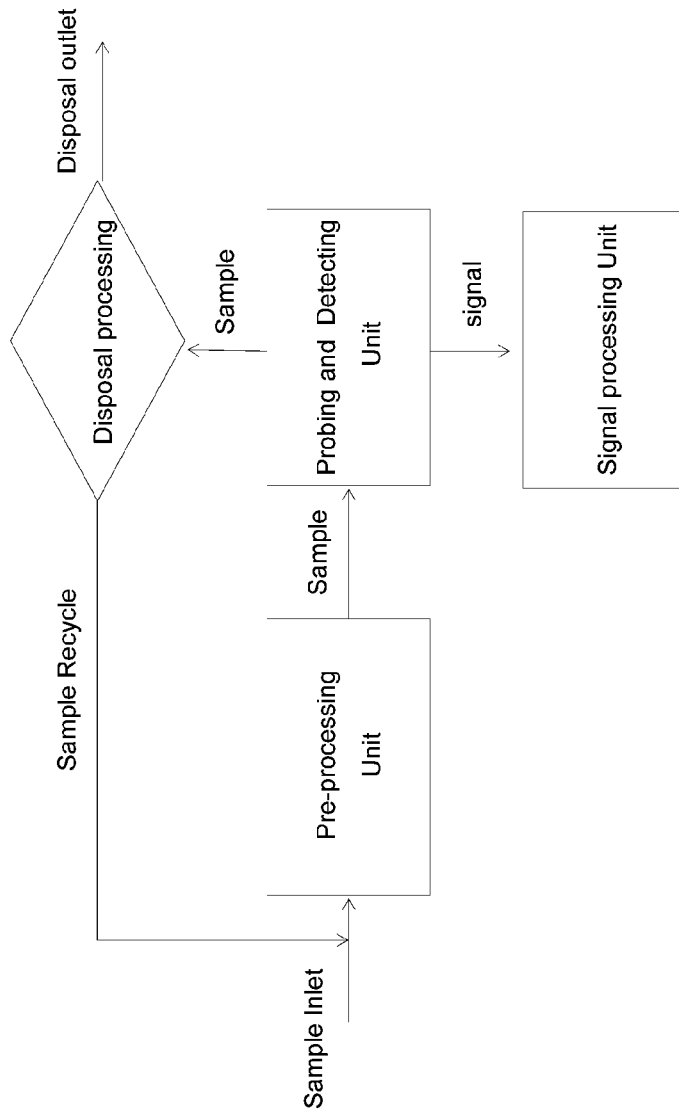 Disposal outlet
Disposal processing
Sample Recycle
Sample
Sample Inlet
Pre-processing
Unit
Sample
Probing and Detecting
Unit
signal
Signal processing Unit